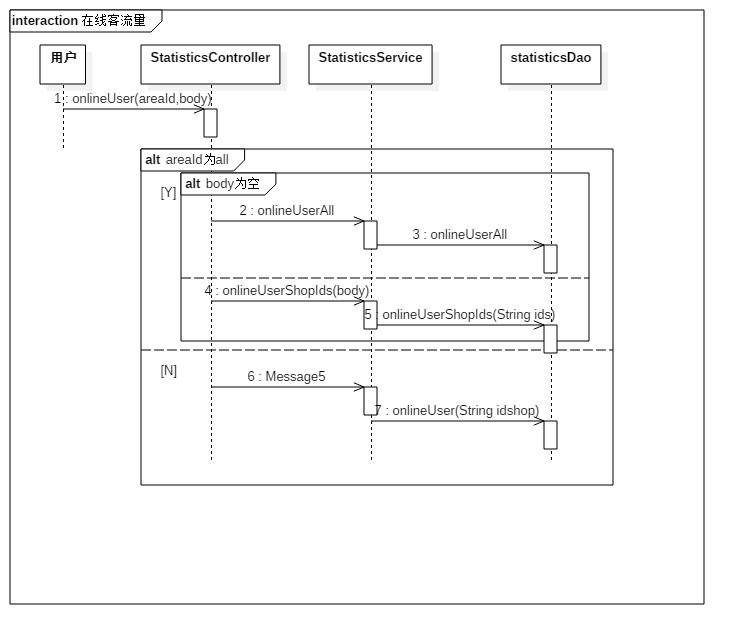 interaction 在线客流量
用户
StatisticsController
StatisticsService
statisticsDao
1 : onlineUser(areaId,body)
alt areaId为all
alt body为空
[Y]
2 : onlineUserAll
3 : onlineUserAll
4 : onlineUserShopIds(body)
5 : onlineUserShopIds(String ids)
[N]
6 : Message5
7 : onlineUser(String idshop)